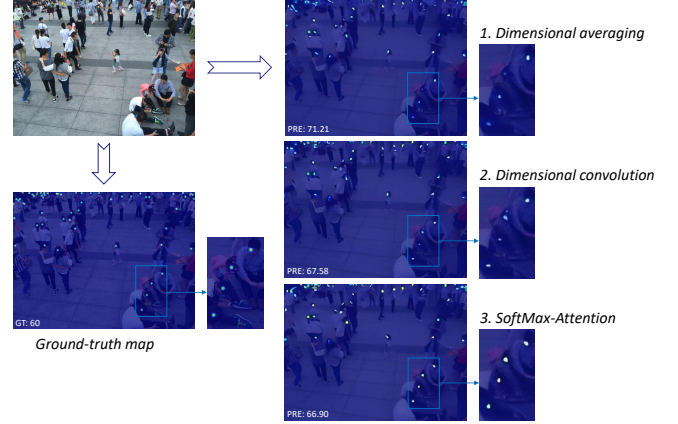 1. Dimensional averaging
PRE: 71.21
2. Dimensional convolution
PRE: 67.58
GT: 60
Ground-truth map
3. SoftMax-Attention
PRE: 66.90